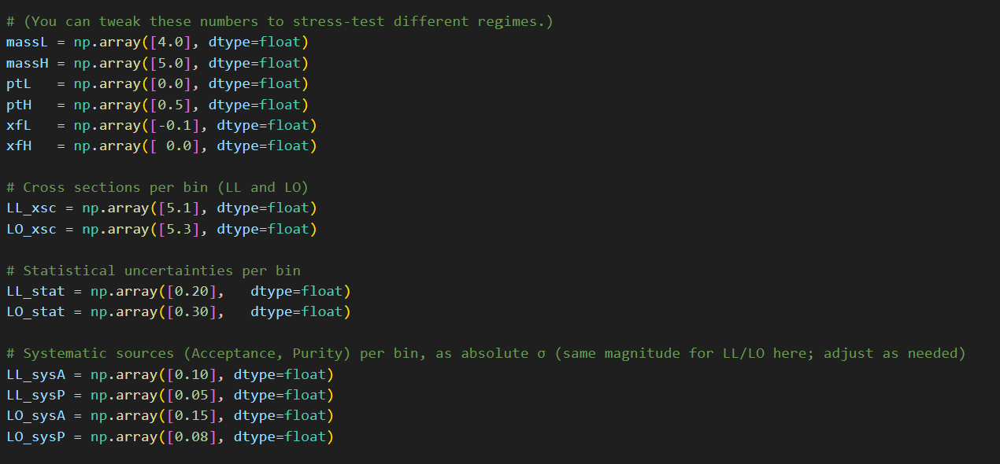 # (You can tweak these numbers to stress-test different regimes.)
massL = np.array([4.0], dtype=float)
massH = np.array([5.0], dtype=float)
ptL   = np.array([0.0], dtype=float)
ptH   = np.array([0.5], dtype=float)
xfL   = np.array([-0.1], dtype=float)
xfH   = np.array([ 0.0], dtype=float)

# Cross sections per bin (LL and LO)
LL_xsc = np.array([5.1], dtype=float)
LO_xsc = np.array([5.3], dtype=float)

# Statistical uncertainties per bin
LL_stat = np.array([0.20],   dtype=float)
LO_stat = np.array([0.30],   dtype=float)

# Systematic sources (Acceptance, Purity) per bin, as absolute σ (same magnitude for LL/LO here; adjust as needed)
LL_sysA = np.array([0.10], dtype=float)
LL_sysP = np.array([0.05], dtype=float)
LO_sysA = np.array([0.15], dtype=float)
LO_sysP = np.array([0.08], dtype=float)